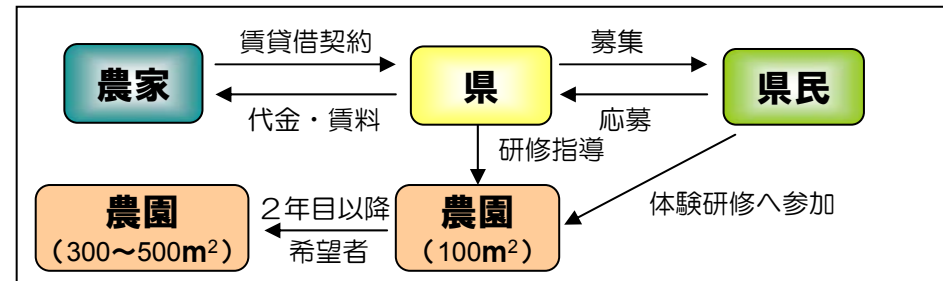 賃貸借契約
募集
農家
県
県民
代金・賃料
応募
研修指導
農園
(300～500m²)
2年目以降
希望者
農園
(100m²)
体験研修へ参加